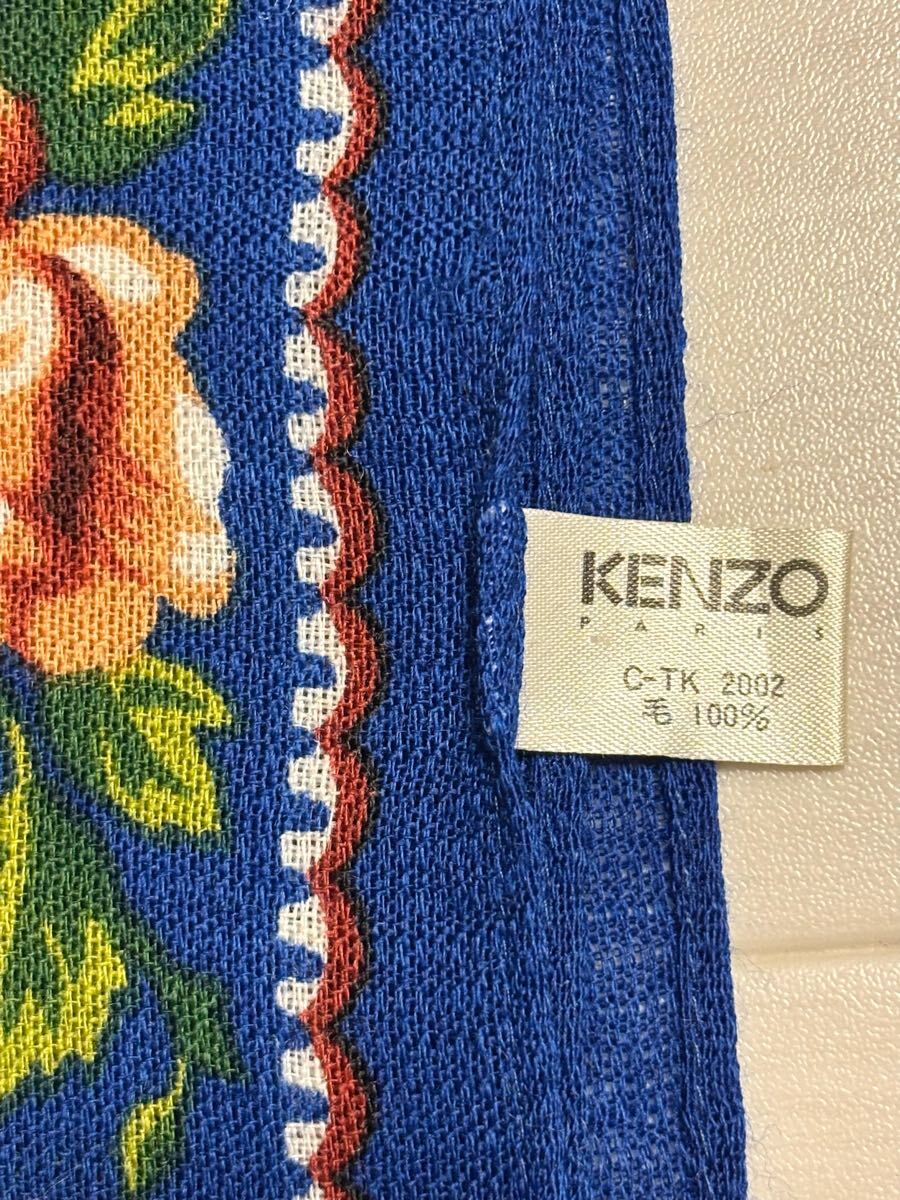 KENZO
PARIS
C-TK 2002
毛 100%